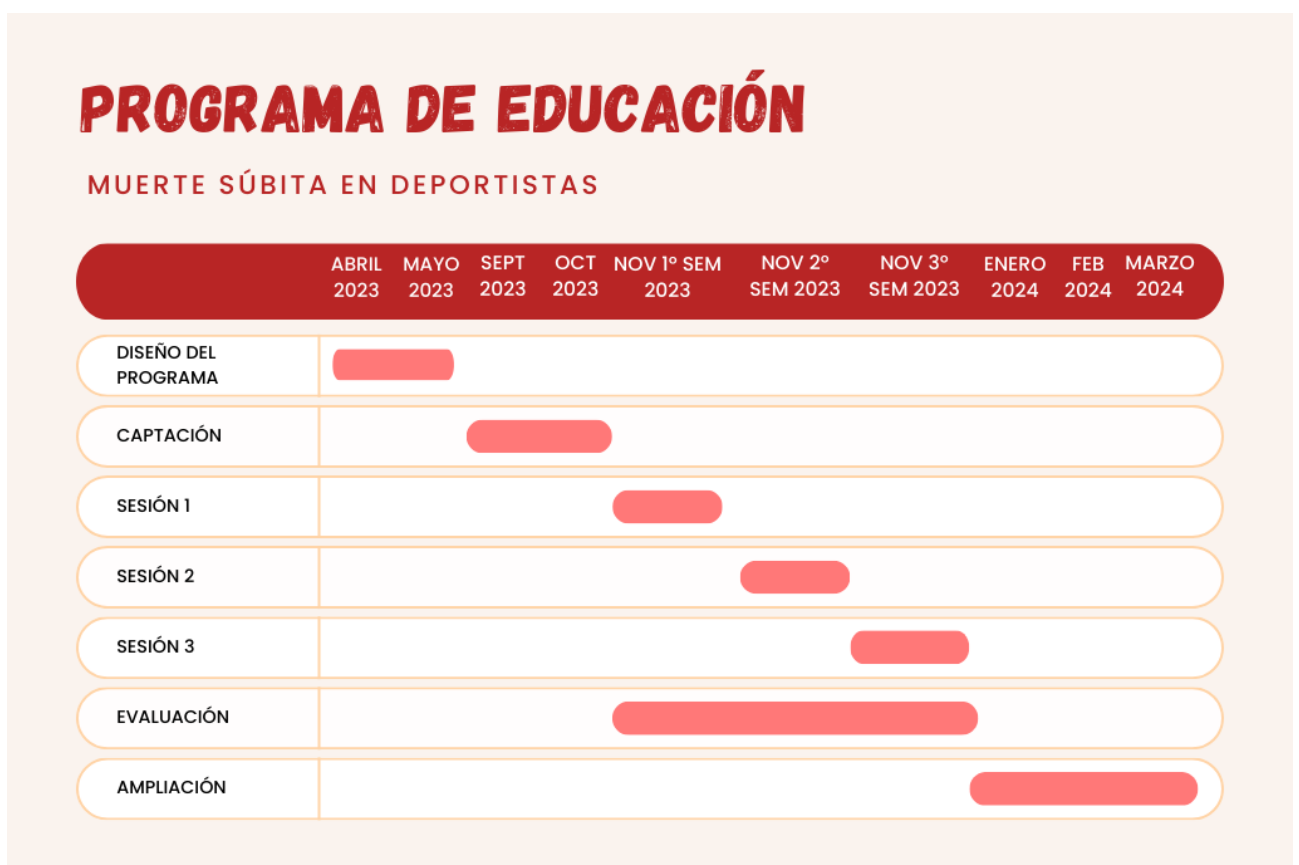 PROGRAMA DE EDUCACIÓN
MUERTE SÚBITA EN DEPORTISTAS
ABRIL MAYO SEPT OCT NOV 1º SEM NOV 2º NOV 3º ENERO FEB MARZO
2023 2023 2023 2023 2023 SEM 2023 SEM 2023 2024 2024 2024
DISEÑO DEL
PROGRAMA
CAPTACIÓN
SESIÓN 1
SESIÓN 2
SESIÓN 3
EVALUACIÓN
AMPLIACIÓN